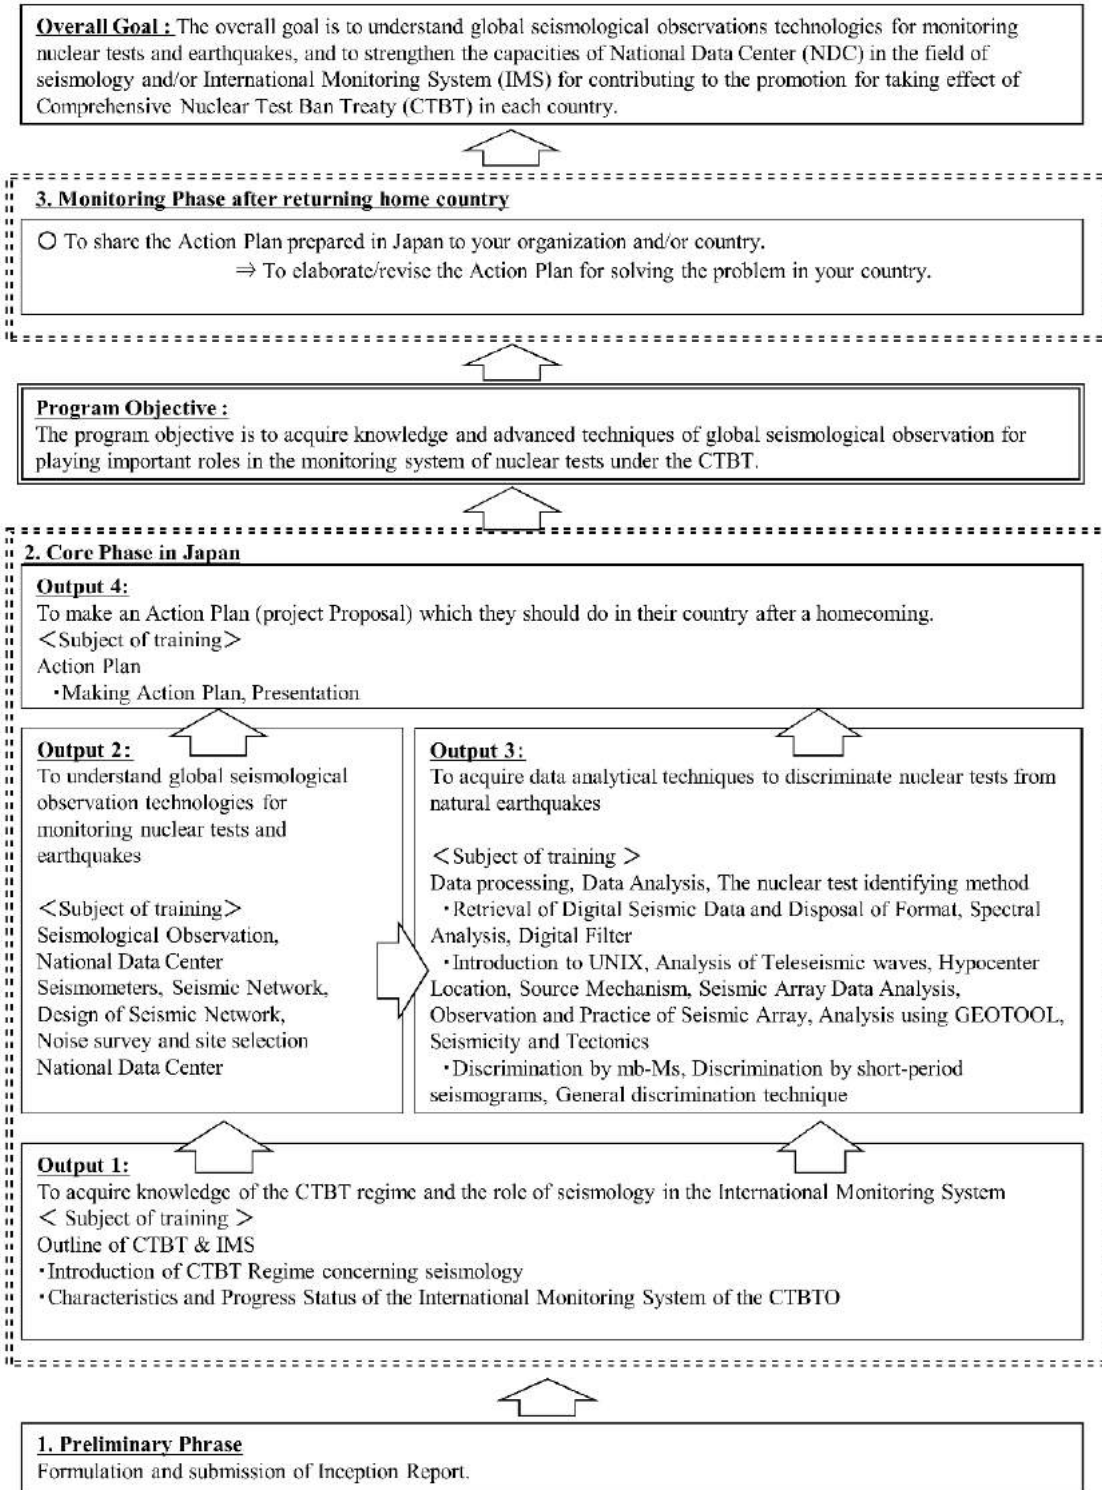 Overall Goal : The overall goal is to understand global seismological observations technologies for monitoring
nuclear tests and earthquakes, and to strengthen the capacities of National Data Center (NDC) in the field of
seismology and/or International Monitoring System (IMS) for contributing to the promotion for taking effect of
Comprehensive Nuclear Test Ban Treaty (CTBT) in each country.
3. Monitoring Phase after returning home country
○ To share the Action Plan prepared in Japan to your organization and/or country.
⇒ To elaborate/revise the Action Plan for solving the problem in your country.
Program Objective :
The program objective is to acquire knowledge and advanced techniques of global seismological observation for
playing important roles in the monitoring system of nuclear tests under the CTBT.
2. Core Phase in Japan
Output 4:
To make an Action Plan (project Proposal) which they should do in their country after a homecoming.
<Subject of training>
Action Plan
・Making Action Plan, Presentation
Output 2:
To understand global seismological
observation technologies for
monitoring nuclear tests and
earthquakes
<Subject of training>
Seismological Observation,
National Data Center
Seismometers, Seismic Network,
Design of Seismic Network,
Noise survey and site selection
National Data Center
Output 3:
To acquire data analytical techniques to discriminate nuclear tests from
natural earthquakes
<Subject of training >
Data processing, Data Analysis, The nuclear test identifying method
・Retrieval of Digital Seismic Data and Disposal of Format, Spectral
Analysis, Digital Filter
・Introduction to UNIX, Analysis of Teleseismic waves, Hypocenter
Location, Source Mechanism, Seismic Array Data Analysis,
Observation and Practice of Seismic Array, Analysis using GEOTOOL,
Seismicity and Tectonics
・Discrimination by mb-Ms, Discrimination by short-period
seismograms, General discrimination technique
Output 1:
To acquire knowledge of the CTBT regime and the role of seismology in the International Monitoring System
< Subject of training >
Outline of CTBT & IMS
・Introduction of CTBT Regime concerning seismology
・Characteristics and Progress Status of the International Monitoring System of the CTBTO
1. Preliminary Phrase
Formulation and submission of Inception Report.